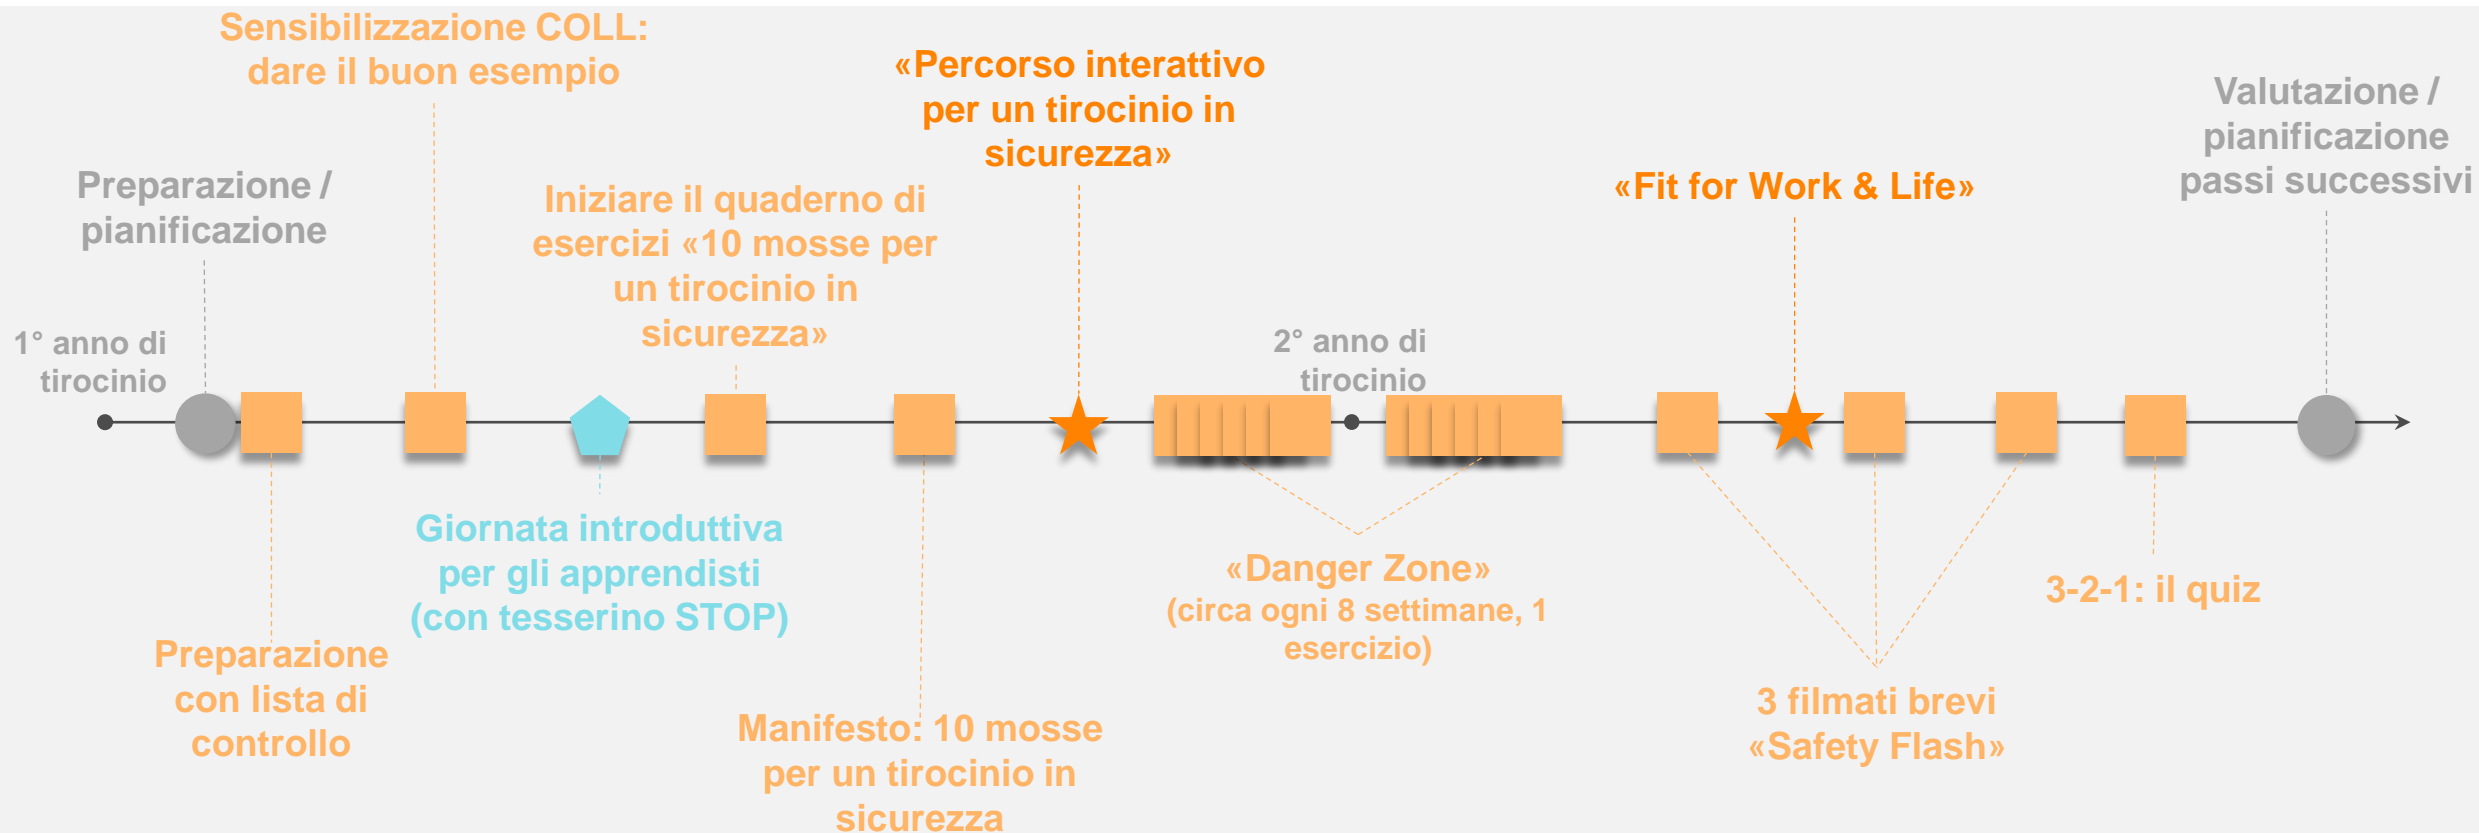 Sensibilizzazione COLL:
dare il buon esempio
«Percorso interattivo
per un tirocinio in
sicurezza»
Valutazione /
pianificazione
passi successivi
Preparazione /
pianificazione
Iniziare il quaderno di
esercizi «10 mosse per
un tirocinio in
sicurezza»
«Fit for Work & Life»
1° anno di
tirocinio
2° anno di
tirocinio
Giornata introduttiva
per gli apprendisti
(con tesserino STOP)
«Danger Zone»
(circa ogni 8 settimane, 1
esercizio)
3-2-1: il quiz
Preparazione
con lista di
controllo
Manifesto: 10 mosse
per un tirocinio in
sicurezza
3 filmati brevi
«Safety Flash»